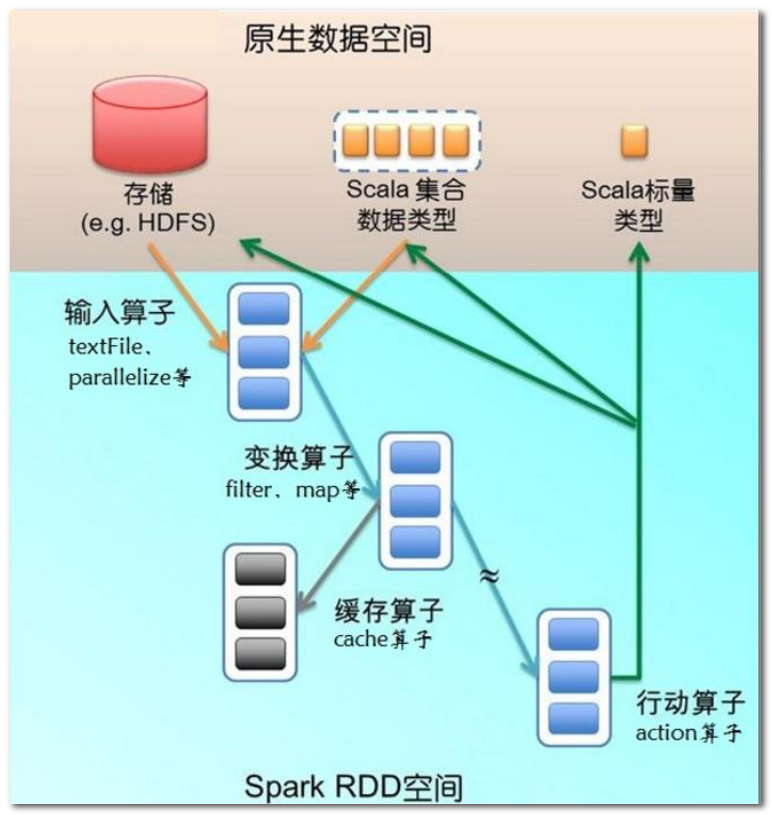 原生数据空间
存储
(e.g. HDFS)
Scala 集合
数据类型
Scala标量
类型
输入算子
textFile、
parallelize等
变换算子
filter、map等
≈
缓存算子
cache算子
行动算子
action算子
Spark RDD空间